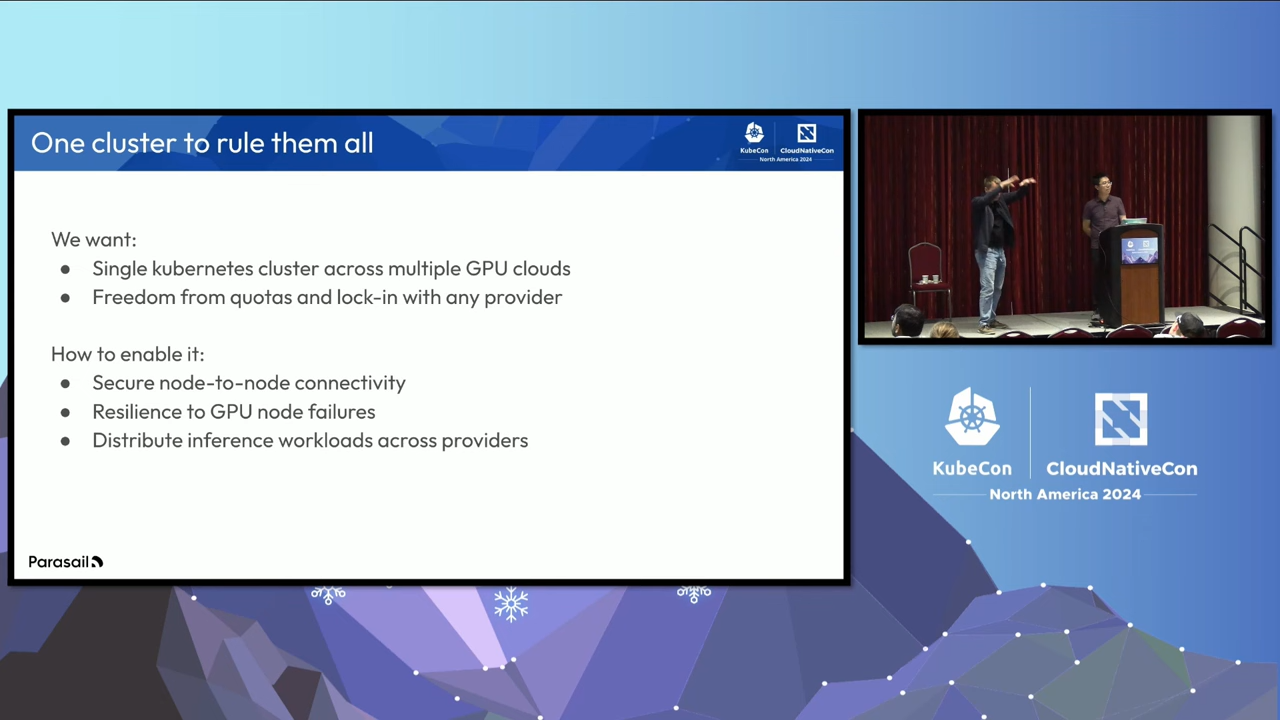 One cluster to rule them all
KubeCon
CloudNativeCon
North America 2024
We want:
● Single kubernetes cluster across multiple GPU clouds
● Freedom from quotas and lock-in with any provider
How to enable it:
● Secure node-to-node connectivity
● Resilience to GPU node failures
● Distribute inference workloads across providers
Parasail
KubeCon
CloudNativeCon
North America 2024